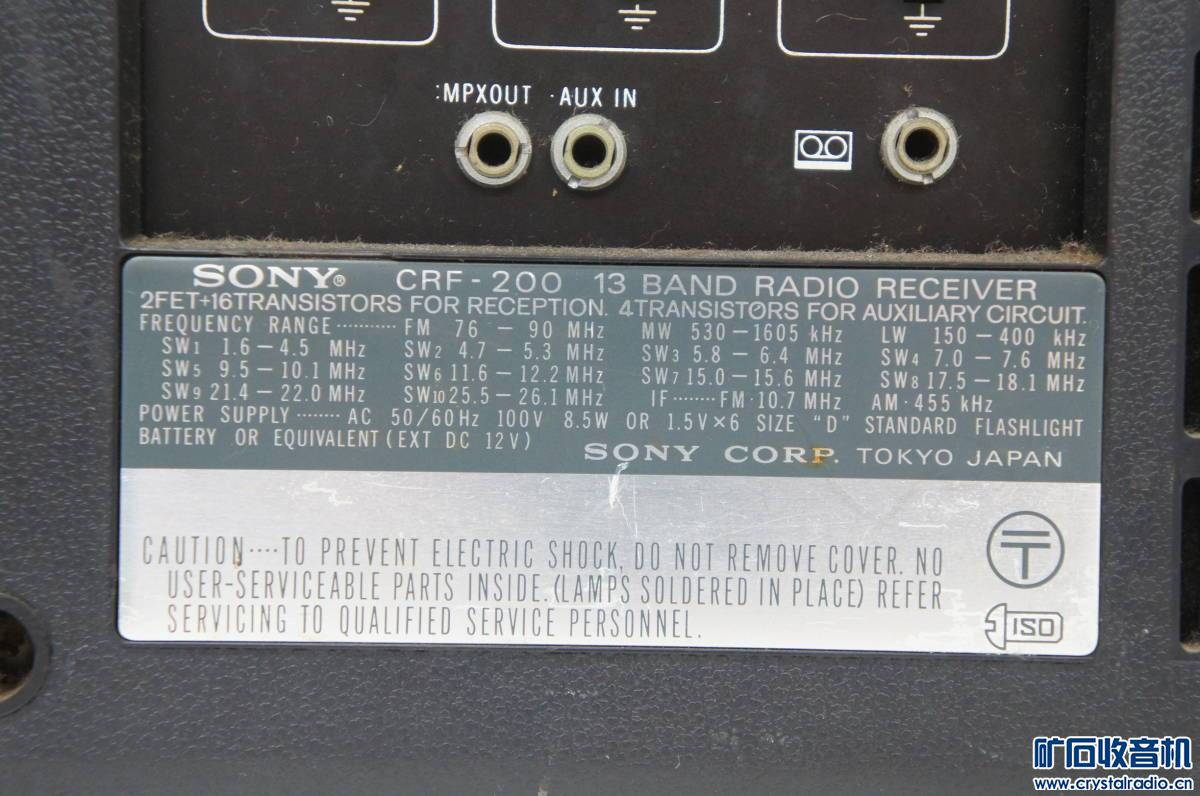 :MPXOUT ·AUX IN
SONY® CRF-200 13 BAND RADIO RECEIVER
2FET+16TRANSISTORS FOR RECEPTION. 4TRANSISTORS FOR AUXILIARY CIRCUIT.
FREQUENCY RANGE ·········· FM 76 – 90 MHz MW 530–1605 kHz LW 150–400 kHz
SW1 1.6–4.5 MHz SW2 4.7 – 5.3 MHz SW3 5.8 – 6.4 MHz SW4 7.0 – 7.6 MHz
SW5 9.5–10.1 MHz SW6 11.6–12.2 MHz SW7 15.0–15.6 MHz SW8 17.5–18.1 MHz
SW9 21.4–22.0 MHz SW10 25.5–26.1 MHz IF ········ FM·10.7 MHz AM·455 kHz
POWER SUPPLY ········ AC 50/60Hz 100V 8.5W OR 1.5V×6 SIZE "D" STANDARD FLASHLIGHT
BATTERY OR EQUIVALENT (EXT DC 12V)
SONY CORP. TOKYO JAPAN
CAUTION····TO PREVENT ELECTRIC SHOCK, DO NOT REMOVE COVER. NO
USER-SERVICEABLE PARTS INSIDE. (LAMPS SOLDERED IN PLACE) REFER
SERVICING TO QUALIFIED SERVICE PERSONNEL.
ISO
矿石收音机
www.crystalradio.cn